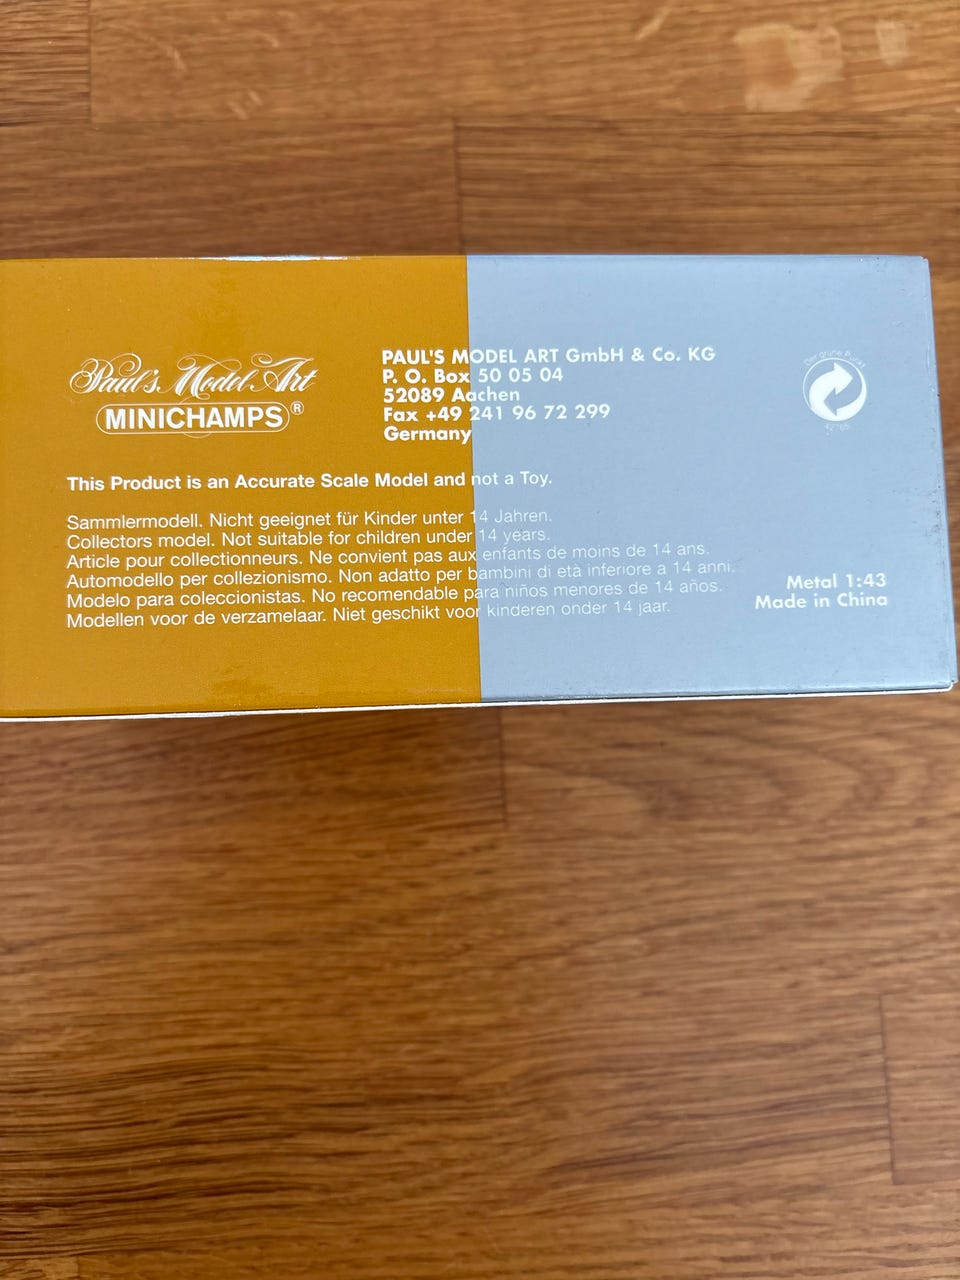 Paul's Model Art
MINICHAMPS®
PAUL'S MODEL ART GmbH & Co. KG
P. O. Box 50 05 04
52089 Aachen
Fax +49 241 96 72 299
Germany
Der grüne Punkt
This Product is an Accurate Scale Model and not a Toy.
Sammlermodell. Nicht geeignet für Kinder unter 14 Jahren.
Collectors model. Not suitable for children under 14 years.
Article pour collectionneurs. Ne convient pas aux enfants de moins de 14 ans.
Automodello per collezionismo. Non adatto per bambini di età inferiore a 14 anni.
Modelo para coleccionistas. No recomendable para niños menores de 14 años.
Modellen voor de verzamelaar. Niet geschikt voor kinderen onder 14 jaar.
Metal 1:43
Made in China